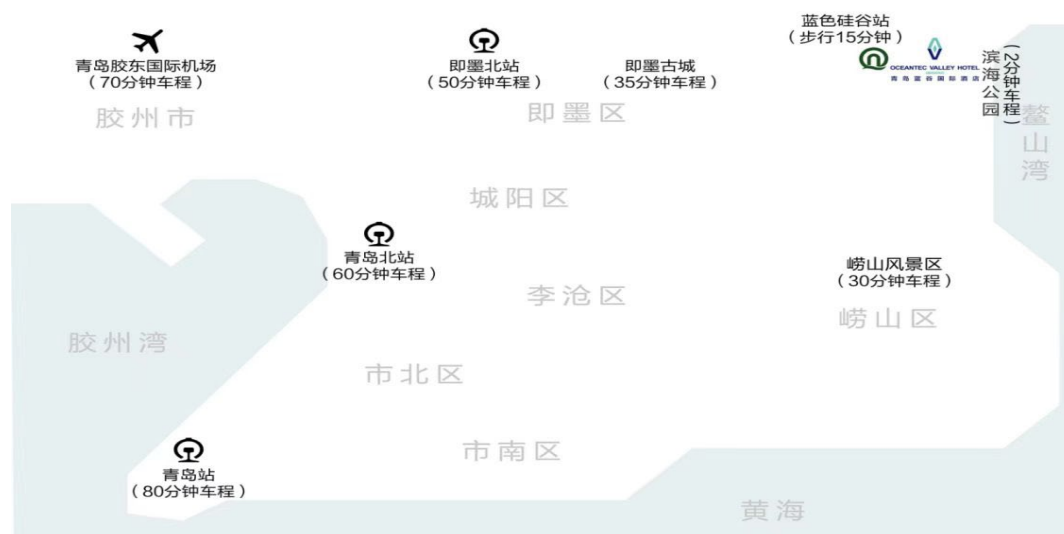 蓝色硅谷站
（步行15分钟）
OCEANTEC VALLEY HOTEL
青岛蓝谷国际酒店
滨海公园
（2分钟车程）
青岛胶东国际机场
（70分钟车程）
即墨北站
（50分钟车程）
即墨古城
（35分钟车程）
胶州市
即墨区
鳌山湾
城阳区
青岛北站
（60分钟车程）
崂山风景区
（30分钟车程）
李沧区
崂山区
胶州湾
市北区
市南区
青岛站
（80分钟车程）
黄海